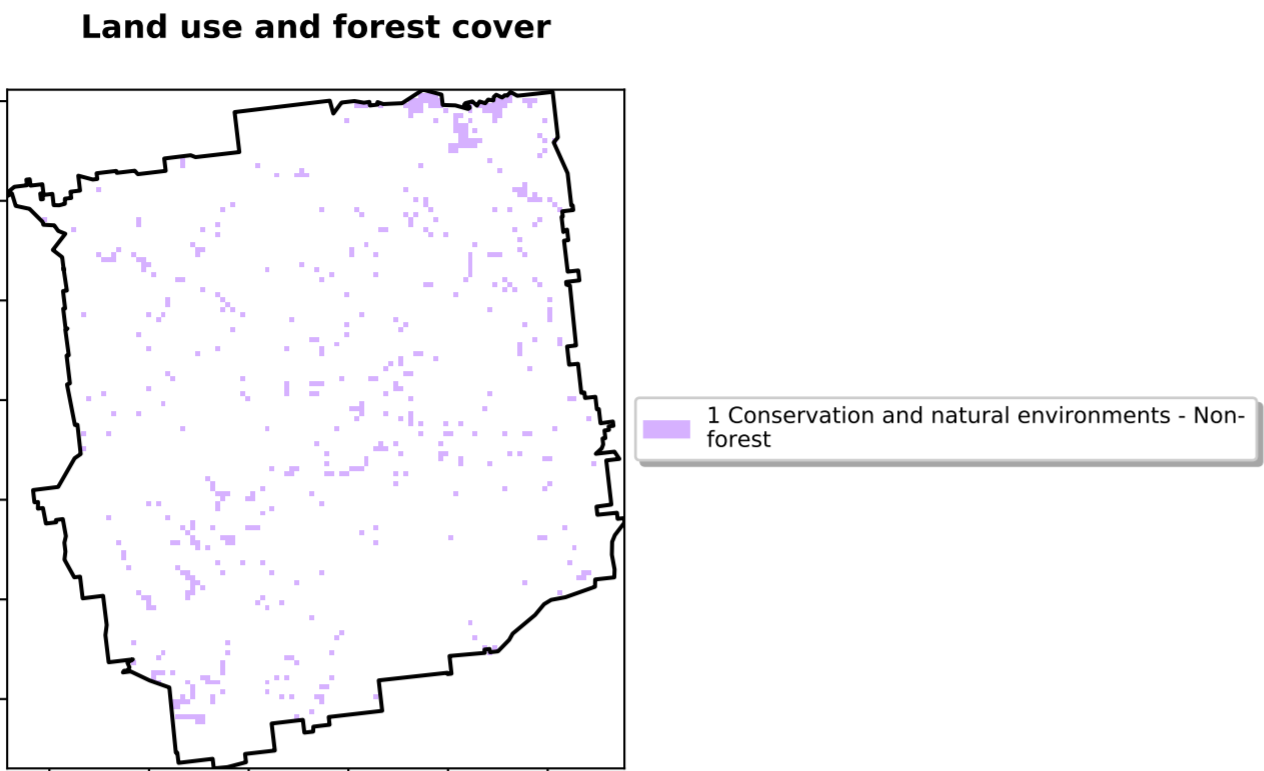 Land use and forest cover
1 Conservation and natural environments - Non-
forest